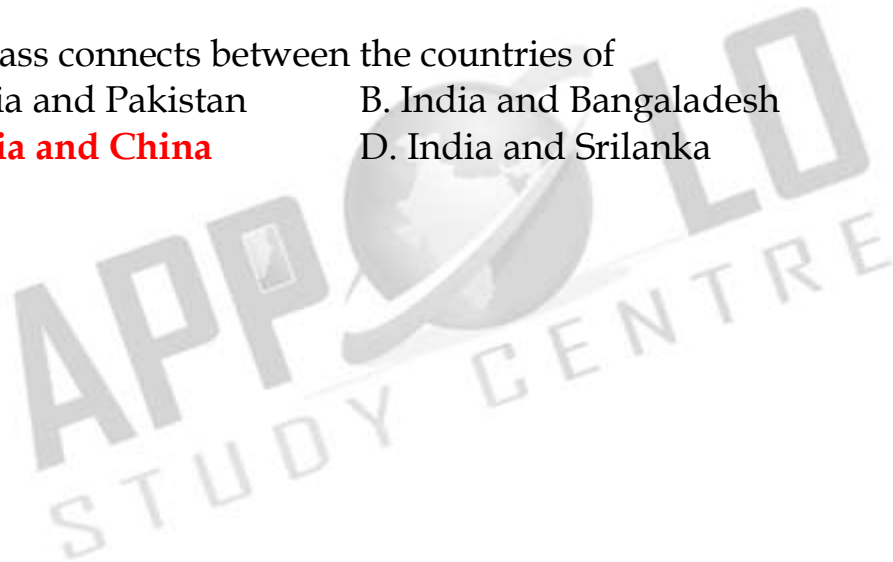 ass connects between the countries of
ia and Pakistan B. India and Bangaladesh
ia and China D. India and Srilanka
APPOLO
STUDY CENTRE